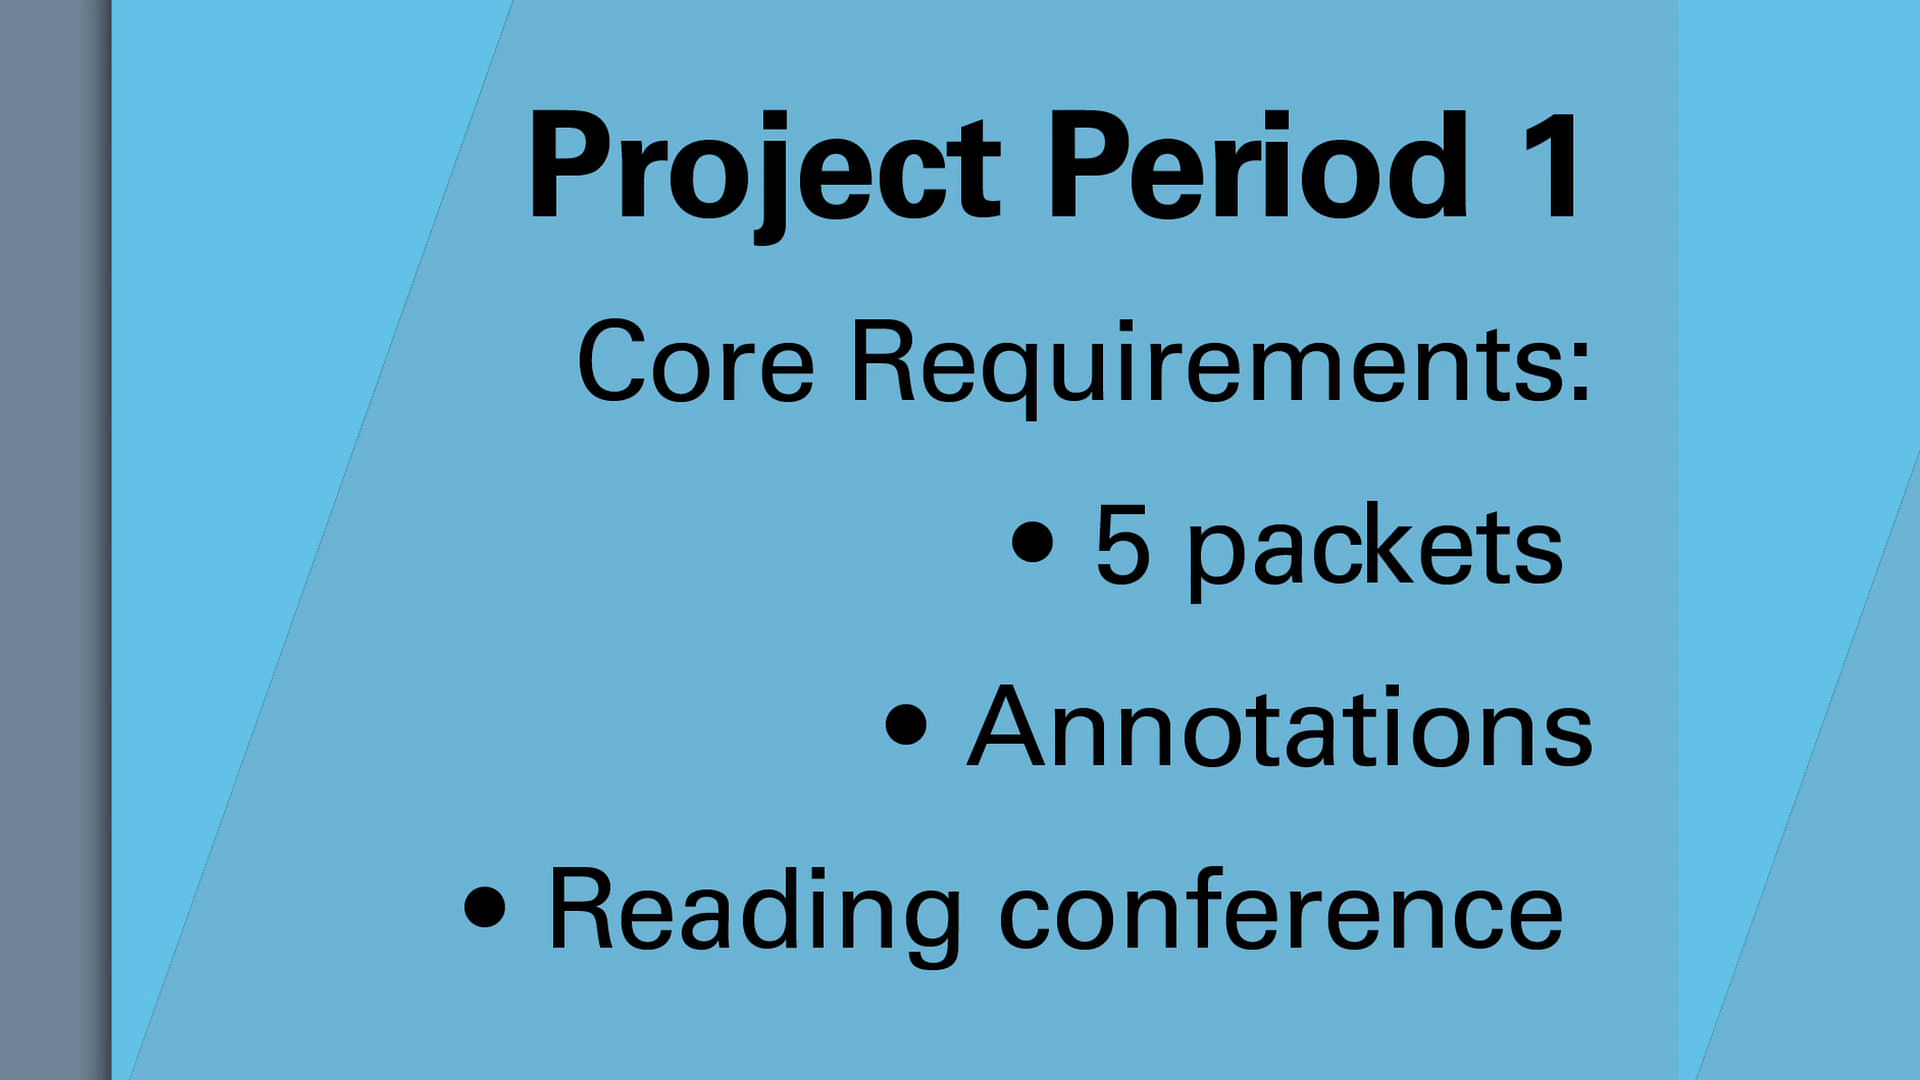 Project Period 1
Core Requirements:
• 5 packets
• Annotations
• Reading conference